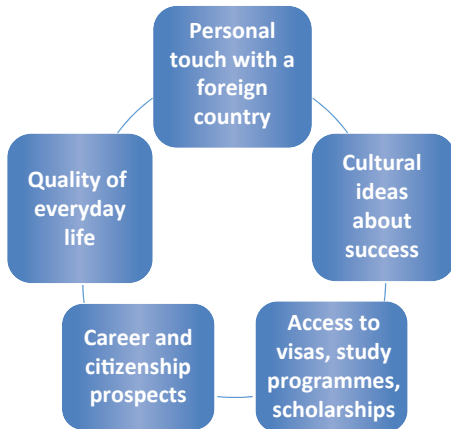 Personal
touch with a
foreign
country
Cultural
ideas
about
success
Access to
visas, study
programmes,
scholarships
Career and
citizenship
prospects
Quality of
everyday
life